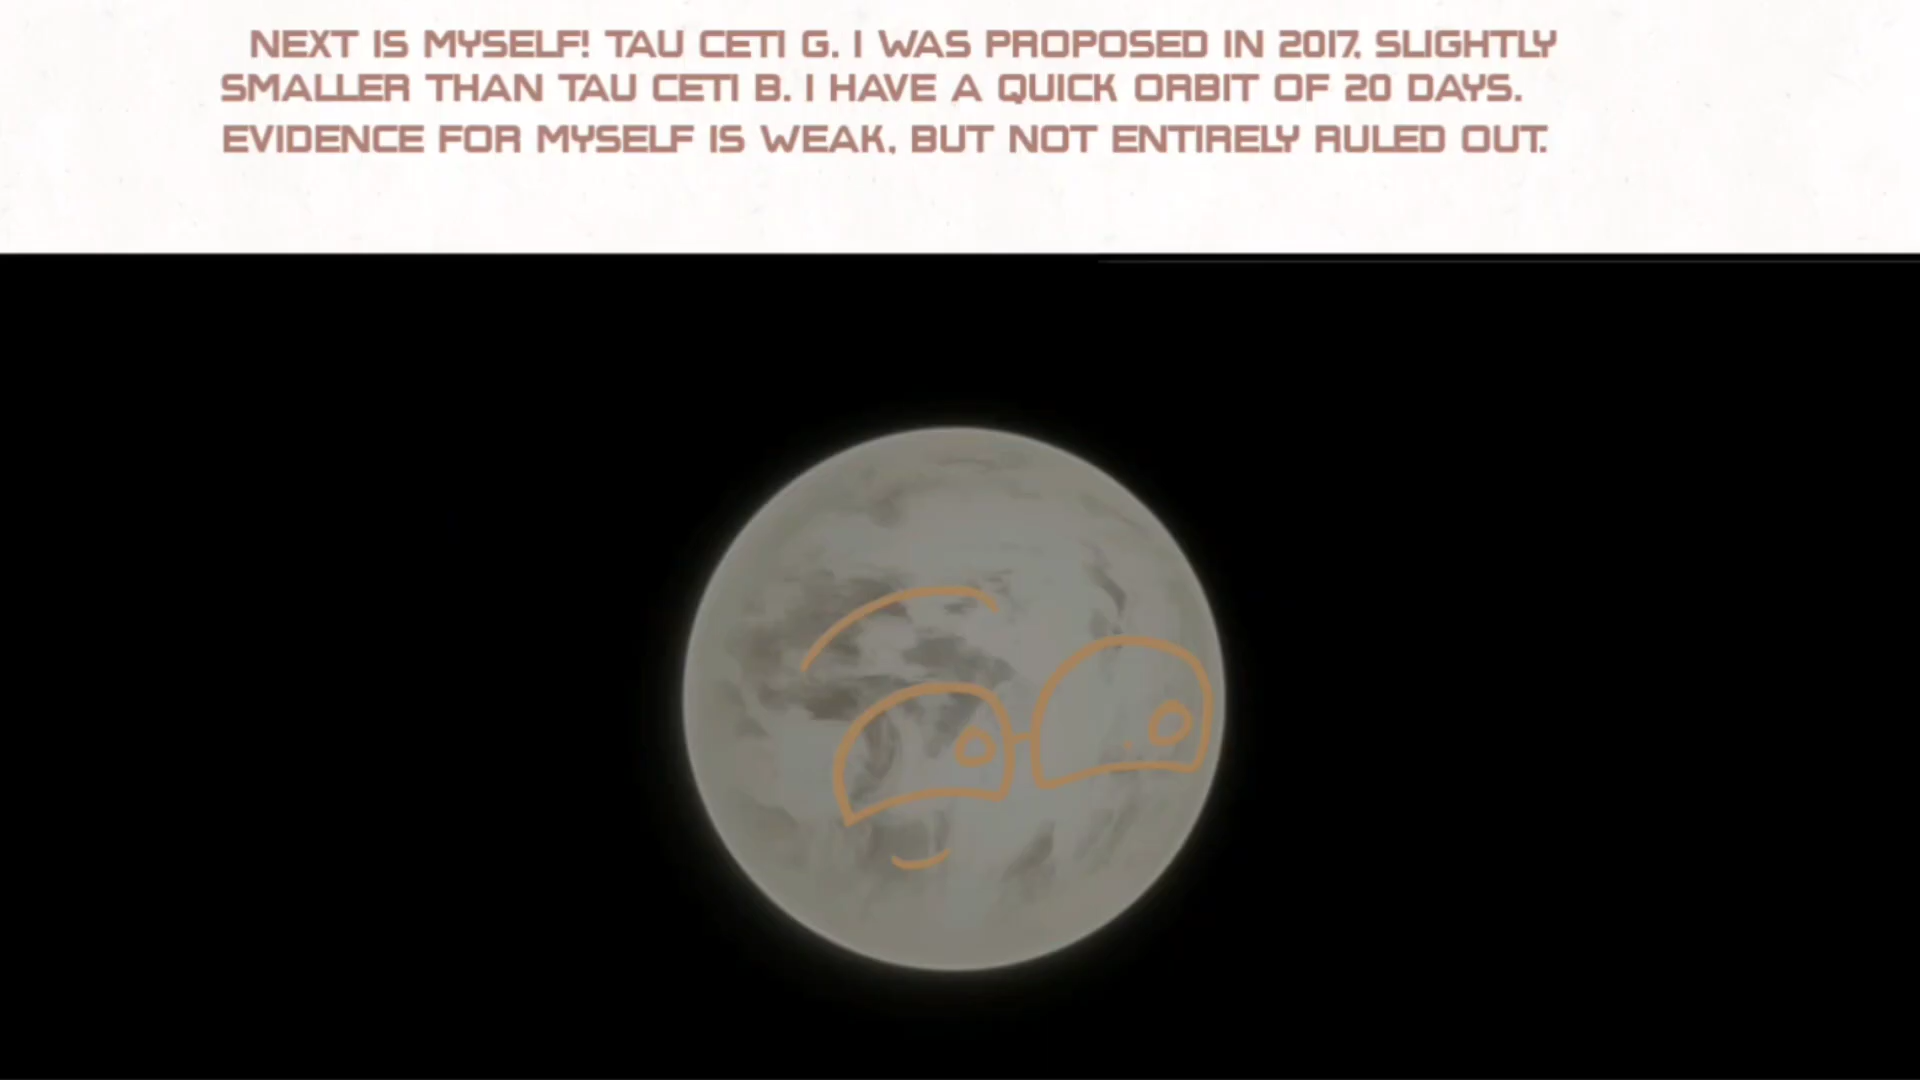 NEXT IS MYSELF! TAU CETI G. I WAS PROPOSED IN 2017. SLIGHTLY
SMALLER THAN TAU CETI B. I HAVE A QUICK ORBIT OF 20 DAYS.
EVIDENCE FOR MYSELF IS WEAK, BUT NOT ENTIRELY RULED OUT.